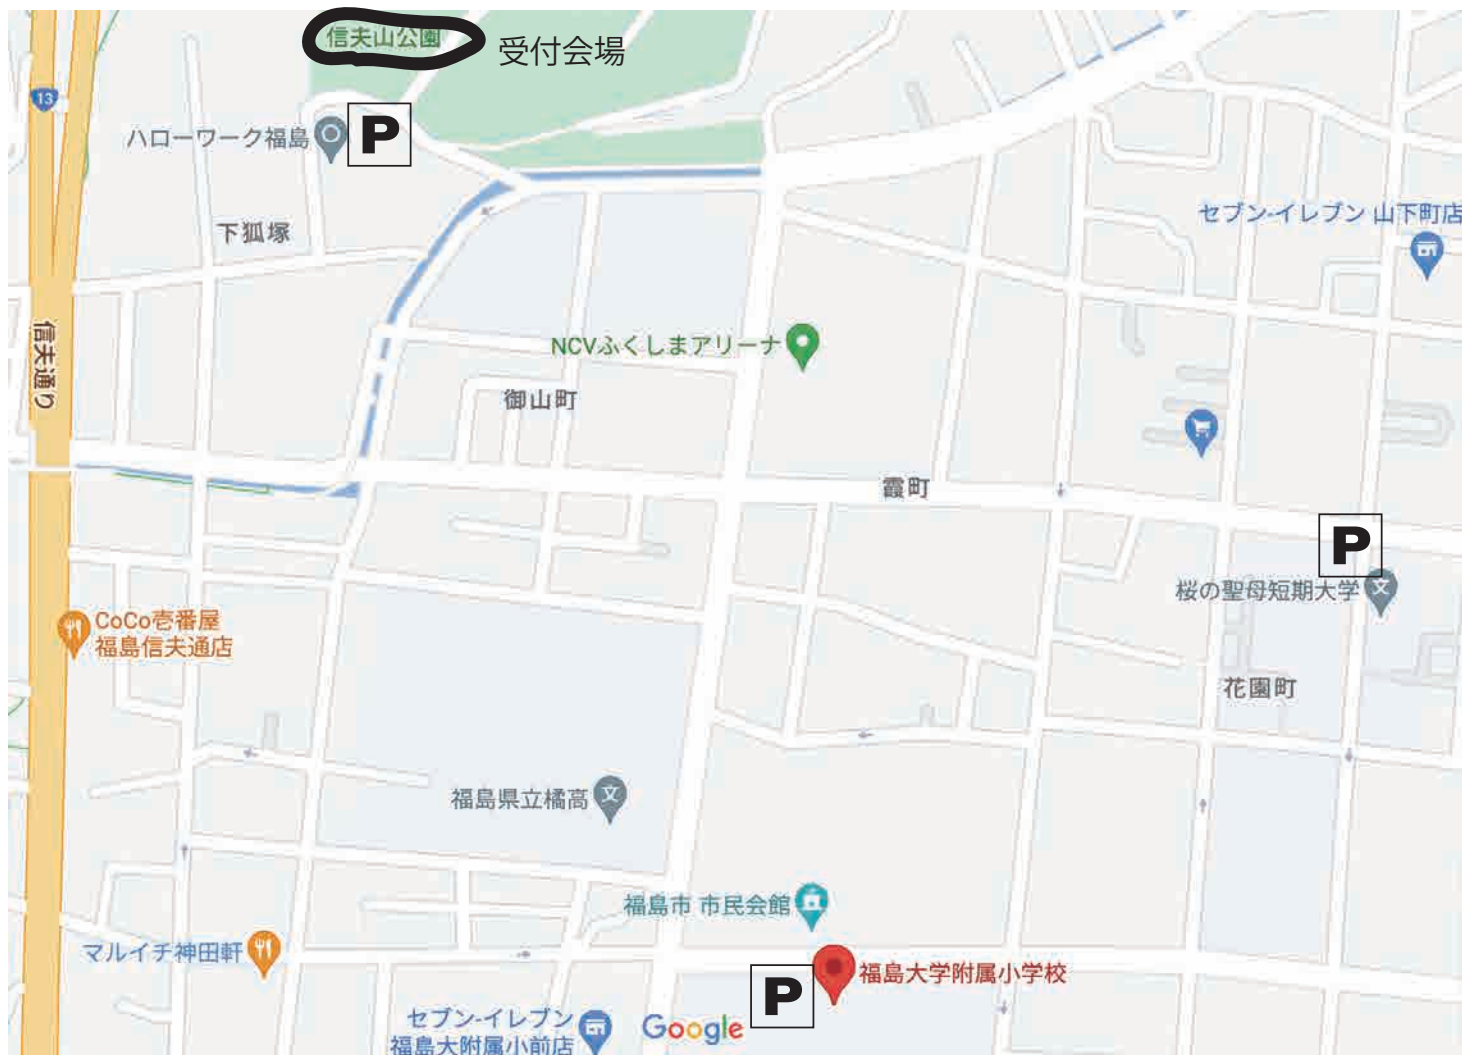 信夫山公園
受付会場
13
ハローワーク福島
P
下狐塚
セブン-イレブン 山下町店
信夫通り
NCVふくしまアリーナ
御山町
霞町
P
桜の聖母短期大学
文
CoCo壱番屋
福島信夫通店
花園町
福島県立橘高
文
福島市 市民会館
マルイチ神田軒
福島大学附属小学校
P
セブン-イレブン
福島大附属小前店
Google